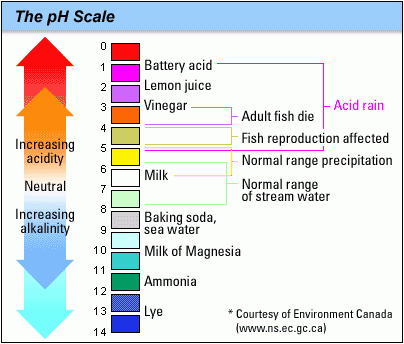 The pH Scale
0
1
Battery acid
2
Lemon juice
3
Vinegar
Adult fish die
Acid rain
4
Fish reproduction affected
5
Increasing
acidity
Normal range precipitation
6
Milk
Neutral
7
Normal range
of stream water
8
Increasing
alkalinity
Baking soda,
sea water
9
10
Milk of Magnesia
11
12
Ammonia
13
Lye
14
* Courtesy of Environment Canada
(www.ns.ec.gc.ca)